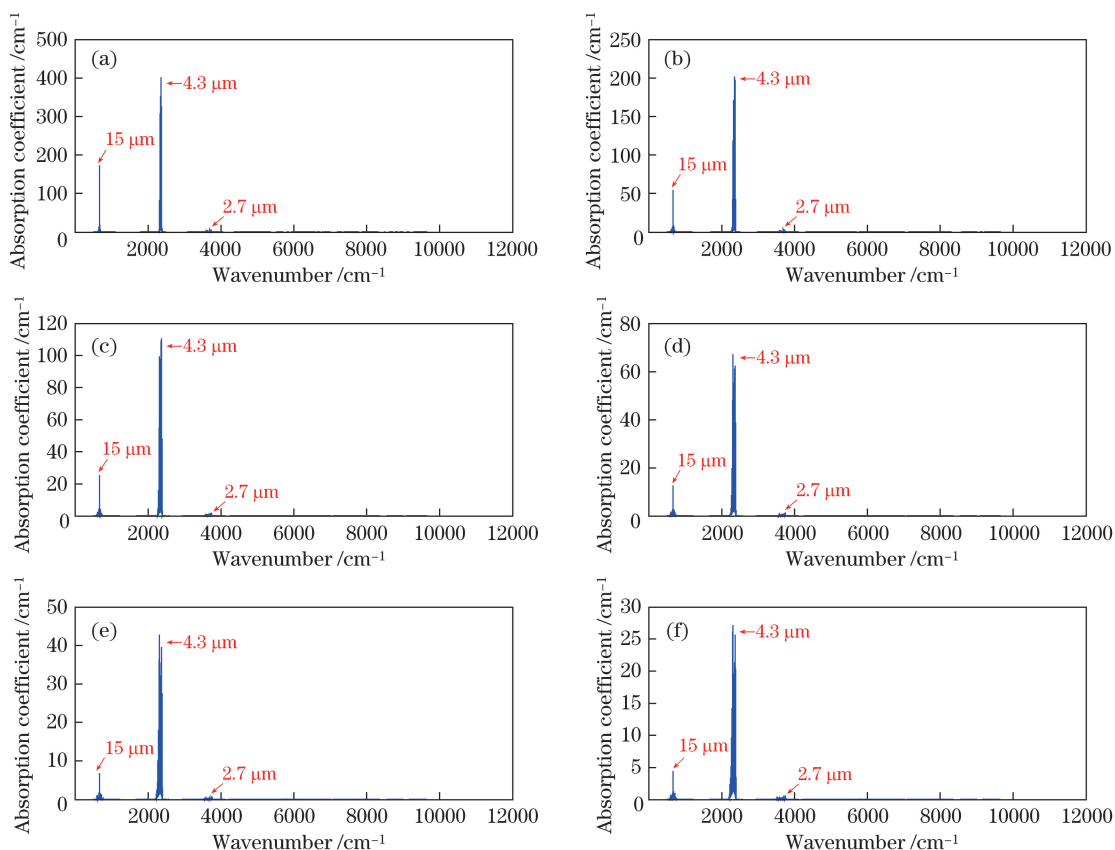 (a)
Absorption coefficient /cm⁻¹
500
400
300
200
100
0
15 μm
4.3 μm
2.7 μm
2000 4000 6000 8000 10000 12000
Wavenumber /cm⁻¹
(b)
Absorption coefficient /cm⁻¹
250
200
150
100
50
0
15 μm
4.3 μm
2.7 μm
2000 4000 6000 8000 10000 12000
Wavenumber /cm⁻¹
(c)
Absorption coefficient /cm⁻¹
120
100
80
60
40
20
0
15 μm
4.3 μm
2.7 μm
2000 4000 6000 8000 10000 12000
Wavenumber /cm⁻¹
(d)
Absorption coefficient /cm⁻¹
80
60
40
20
0
15 μm
4.3 μm
2.7 μm
2000 4000 6000 8000 10000 12000
Wavenumber /cm⁻¹
(e)
Absorption coefficient /cm⁻¹
50
40
30
20
10
0
15 μm
4.3 μm
2.7 μm
2000 4000 6000 8000 10000 12000
Wavenumber /cm⁻¹
(f)
Absorption coefficient /cm⁻¹
30
25
20
15
10
5
0
15 μm
4.3 μm
2.7 μm
2000 4000 6000 8000 10000 12000
Wavenumber /cm⁻¹